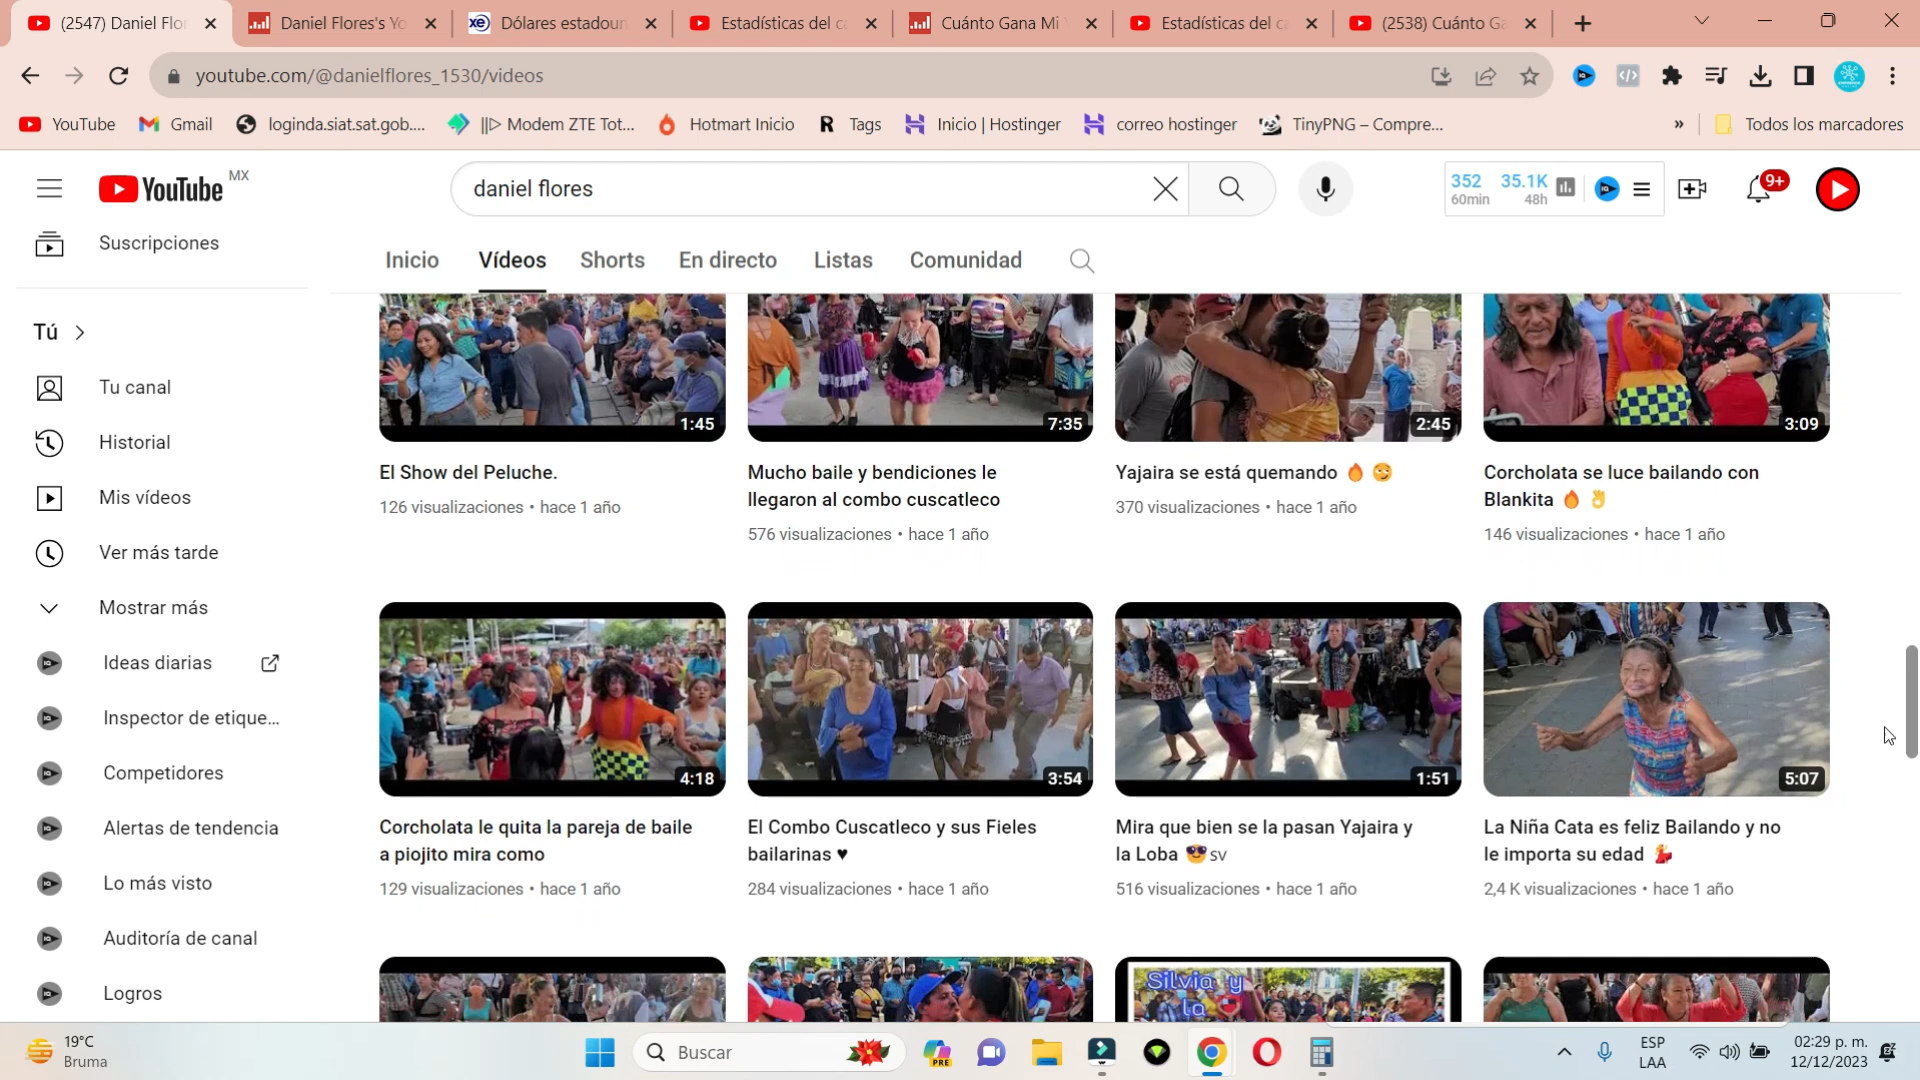 (2547) Daniel Flor
Daniel Flores's Yo
Dólares estadoun
Estadísticas del ca
Cuánto Gana Mi Y
Estadísticas del ca
(2538) Cuánto Ga
youtube.com/@danielflores_1530/videos
YouTube
Gmail
loginda.siat.sat.gob....
||▷ Modem ZTE Tot...
Hotmart Inicio
Tags
Inicio | Hostinger
correo hostinger
TinyPNG – Compre...
»
Todos los marcadores
YouTube MX
daniel flores
352 60min
35.1K 48h
9+
Suscripciones
Inicio
Vídeos
Shorts
En directo
Listas
Comunidad
Tú
Tu canal
Historial
Mis vídeos
Ver más tarde
Mostrar más
Ideas diarias
Inspector de etique...
Competidores
Alertas de tendencia
Lo más visto
Auditoría de canal
Logros
1:45
7:35
2:45
3:09
El Show del Peluche.
126 visualizaciones • hace 1 año
Mucho baile y bendiciones le
llegaron al combo cuscatleco
576 visualizaciones • hace 1 año
Yajaira se está quemando 🔥 😏
370 visualizaciones • hace 1 año
Corcholata se luce bailando con
Blankita 🔥 👌
146 visualizaciones • hace 1 año
4:18
3:54
1:51
5:07
Corcholata le quita la pareja de baile
a piojito mira como
129 visualizaciones • hace 1 año
El Combo Cuscatleco y sus Fieles
bailarinas ♥
284 visualizaciones • hace 1 año
Mira que bien se la pasan Yajaira y
la Loba 😎sv
516 visualizaciones • hace 1 año
La Niña Cata es feliz Bailando y no
le importa su edad 💃
2,4 K visualizaciones • hace 1 año
Silvia y
la
19°C
Bruma
Buscar
PRE
ESP
LAA
02:29 p. m.
12/12/2023